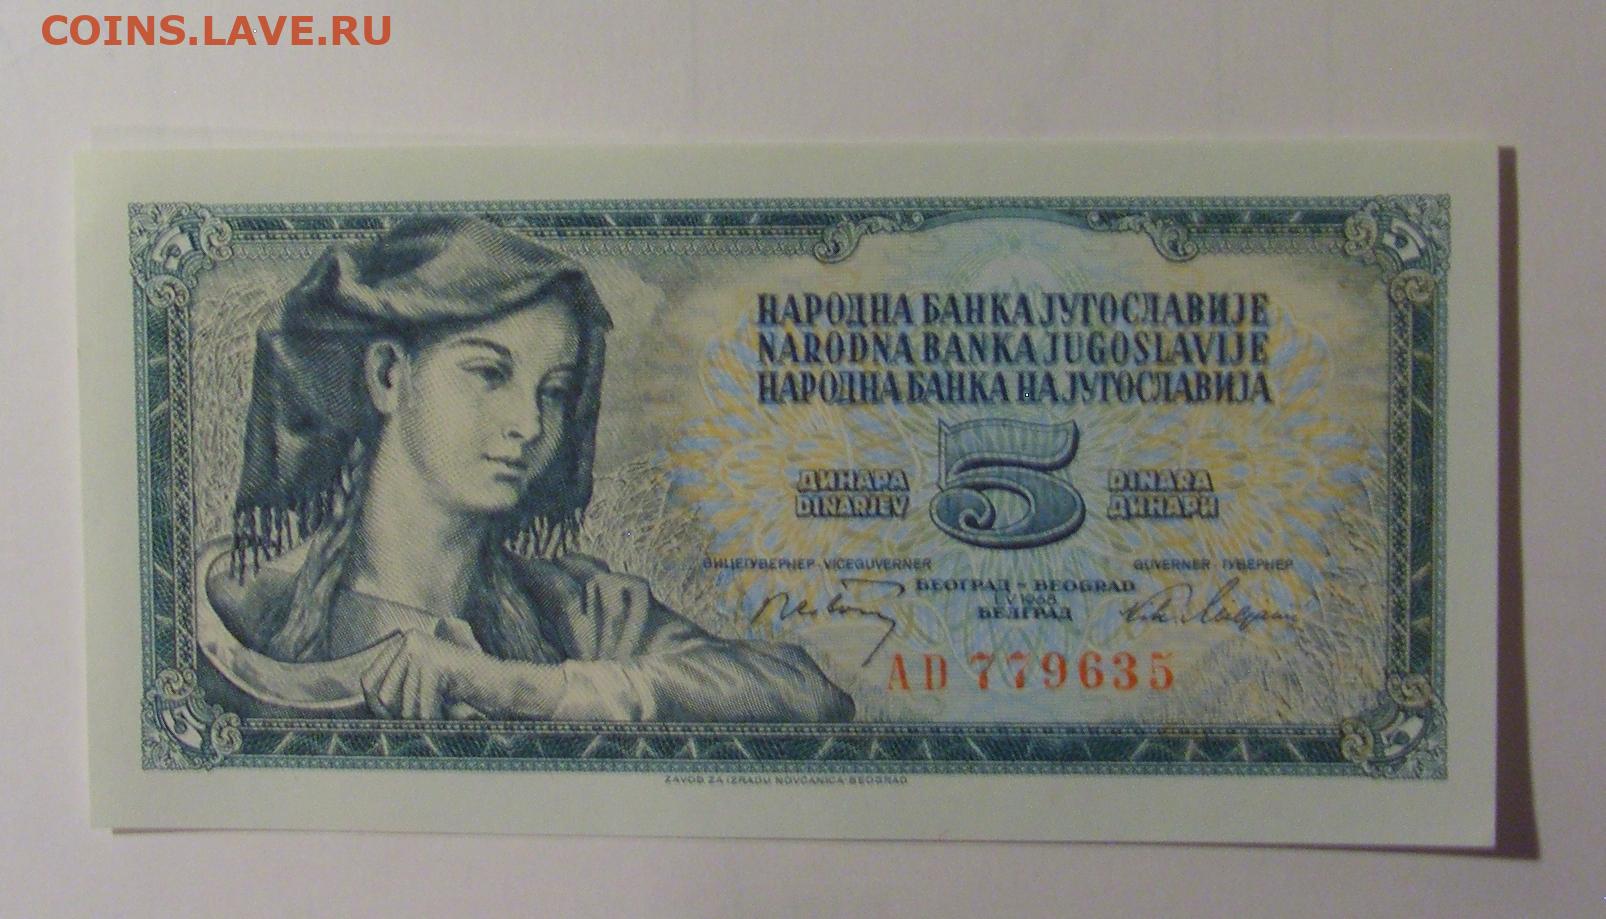 COINS.LAVE.RU
НАРОДНА БАНКА ЈУГОСЛАВИЈЕ
NARODNA BANKA JUGOSLAVIJE
НАРОДНА БАНКА НА ЈУГОСЛАВИЈА
5
ДИНАРА DINARA
DINARJEV ДИНАРИ
ВИЦЕГУВЕРНЕР - VICEGUVERNER GUVERNER - ГУВЕРНЕР
БЕОГРАД - BEOGRAD
1 V 1968
БЕЛГРАД
AD 779635
ZAVOD ZA IZRADU NOVČANICA BEOGRAD